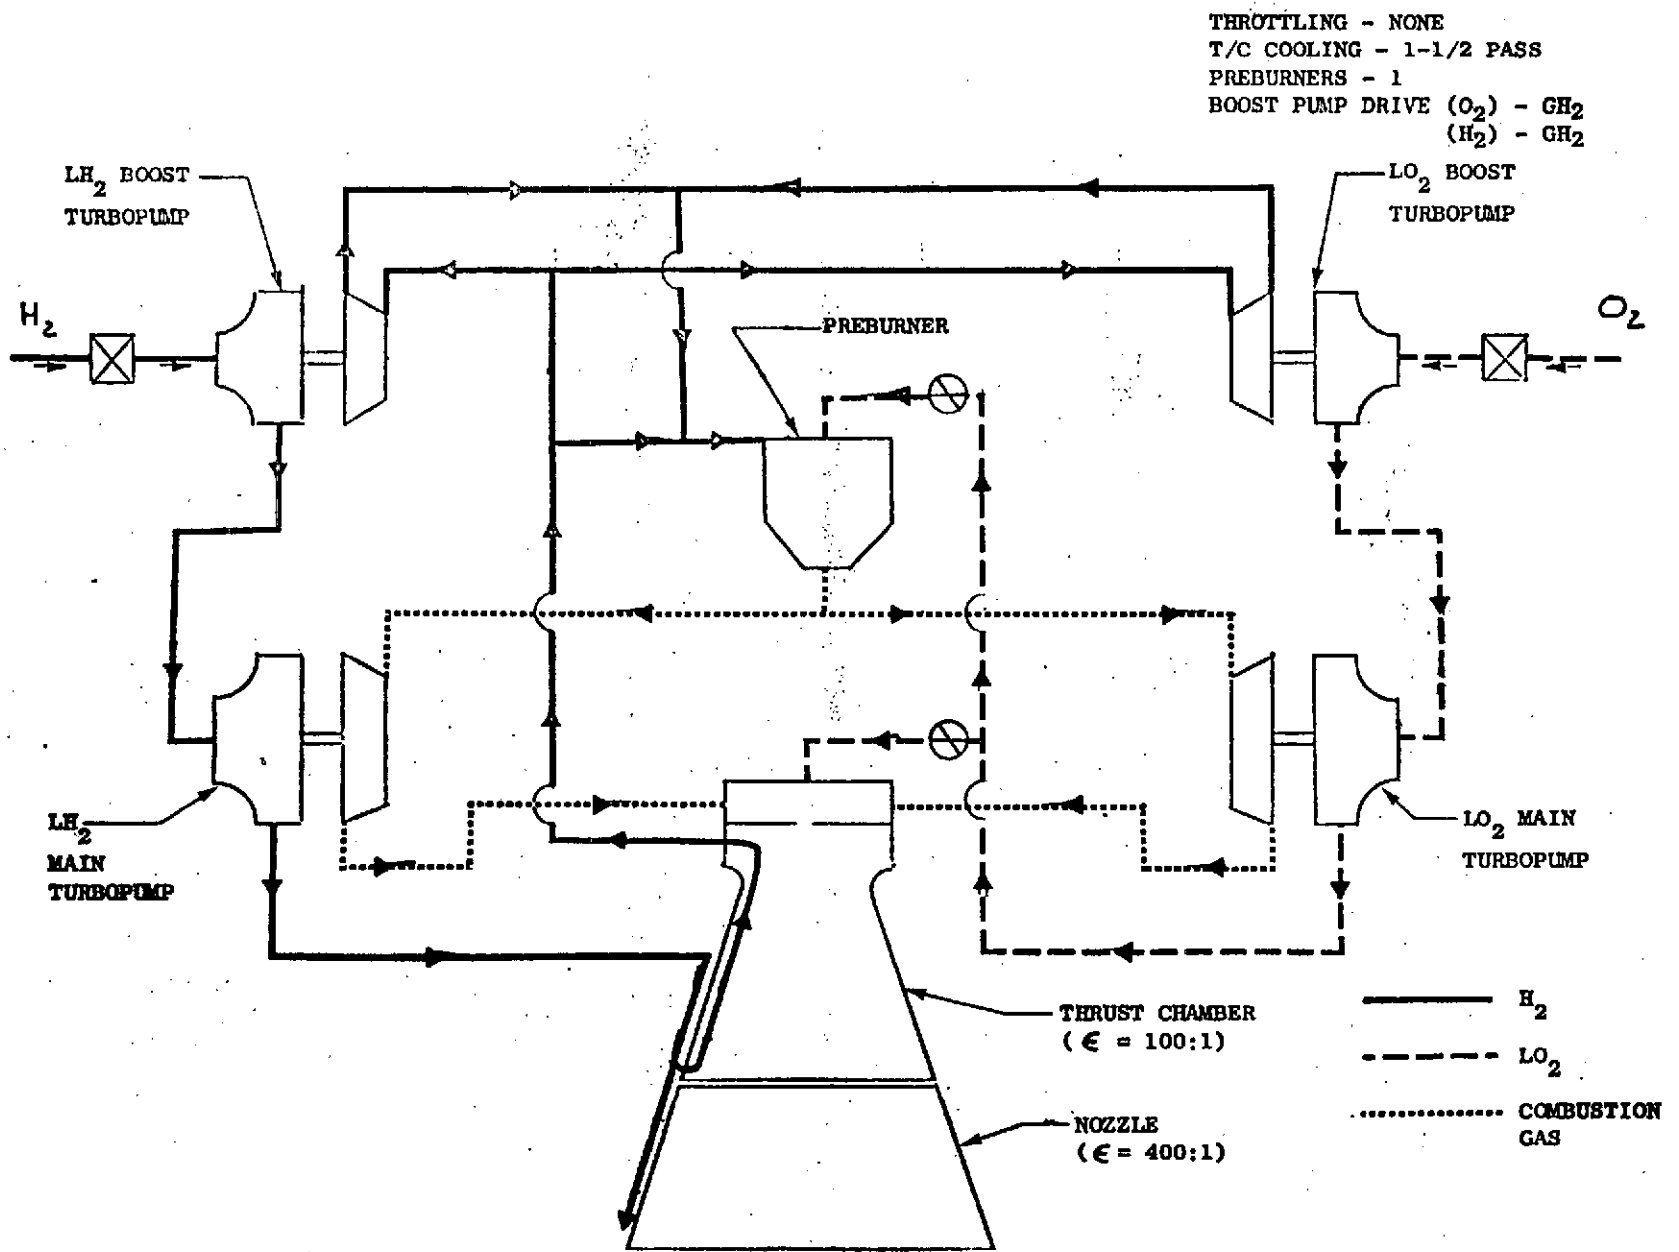 THROTTLING - NONE
T/C COOLING - 1-1/2 PASS
PREBURNERS - 1
BOOST PUMP DRIVE (O₂) - GH₂
(H₂) - GH₂
LH₂ BOOST
TURBOPUMP
LO₂ BOOST
TURBOPUMP
H₂
O₂
PREBURNER
LH₂
MAIN
TURBOPUMP
LO₂ MAIN
TURBOPUMP
THRUST CHAMBER
(ϵ = 100:1)
NOZZLE
(ϵ = 400:1)
H₂
LO₂
COMBUSTION
GAS